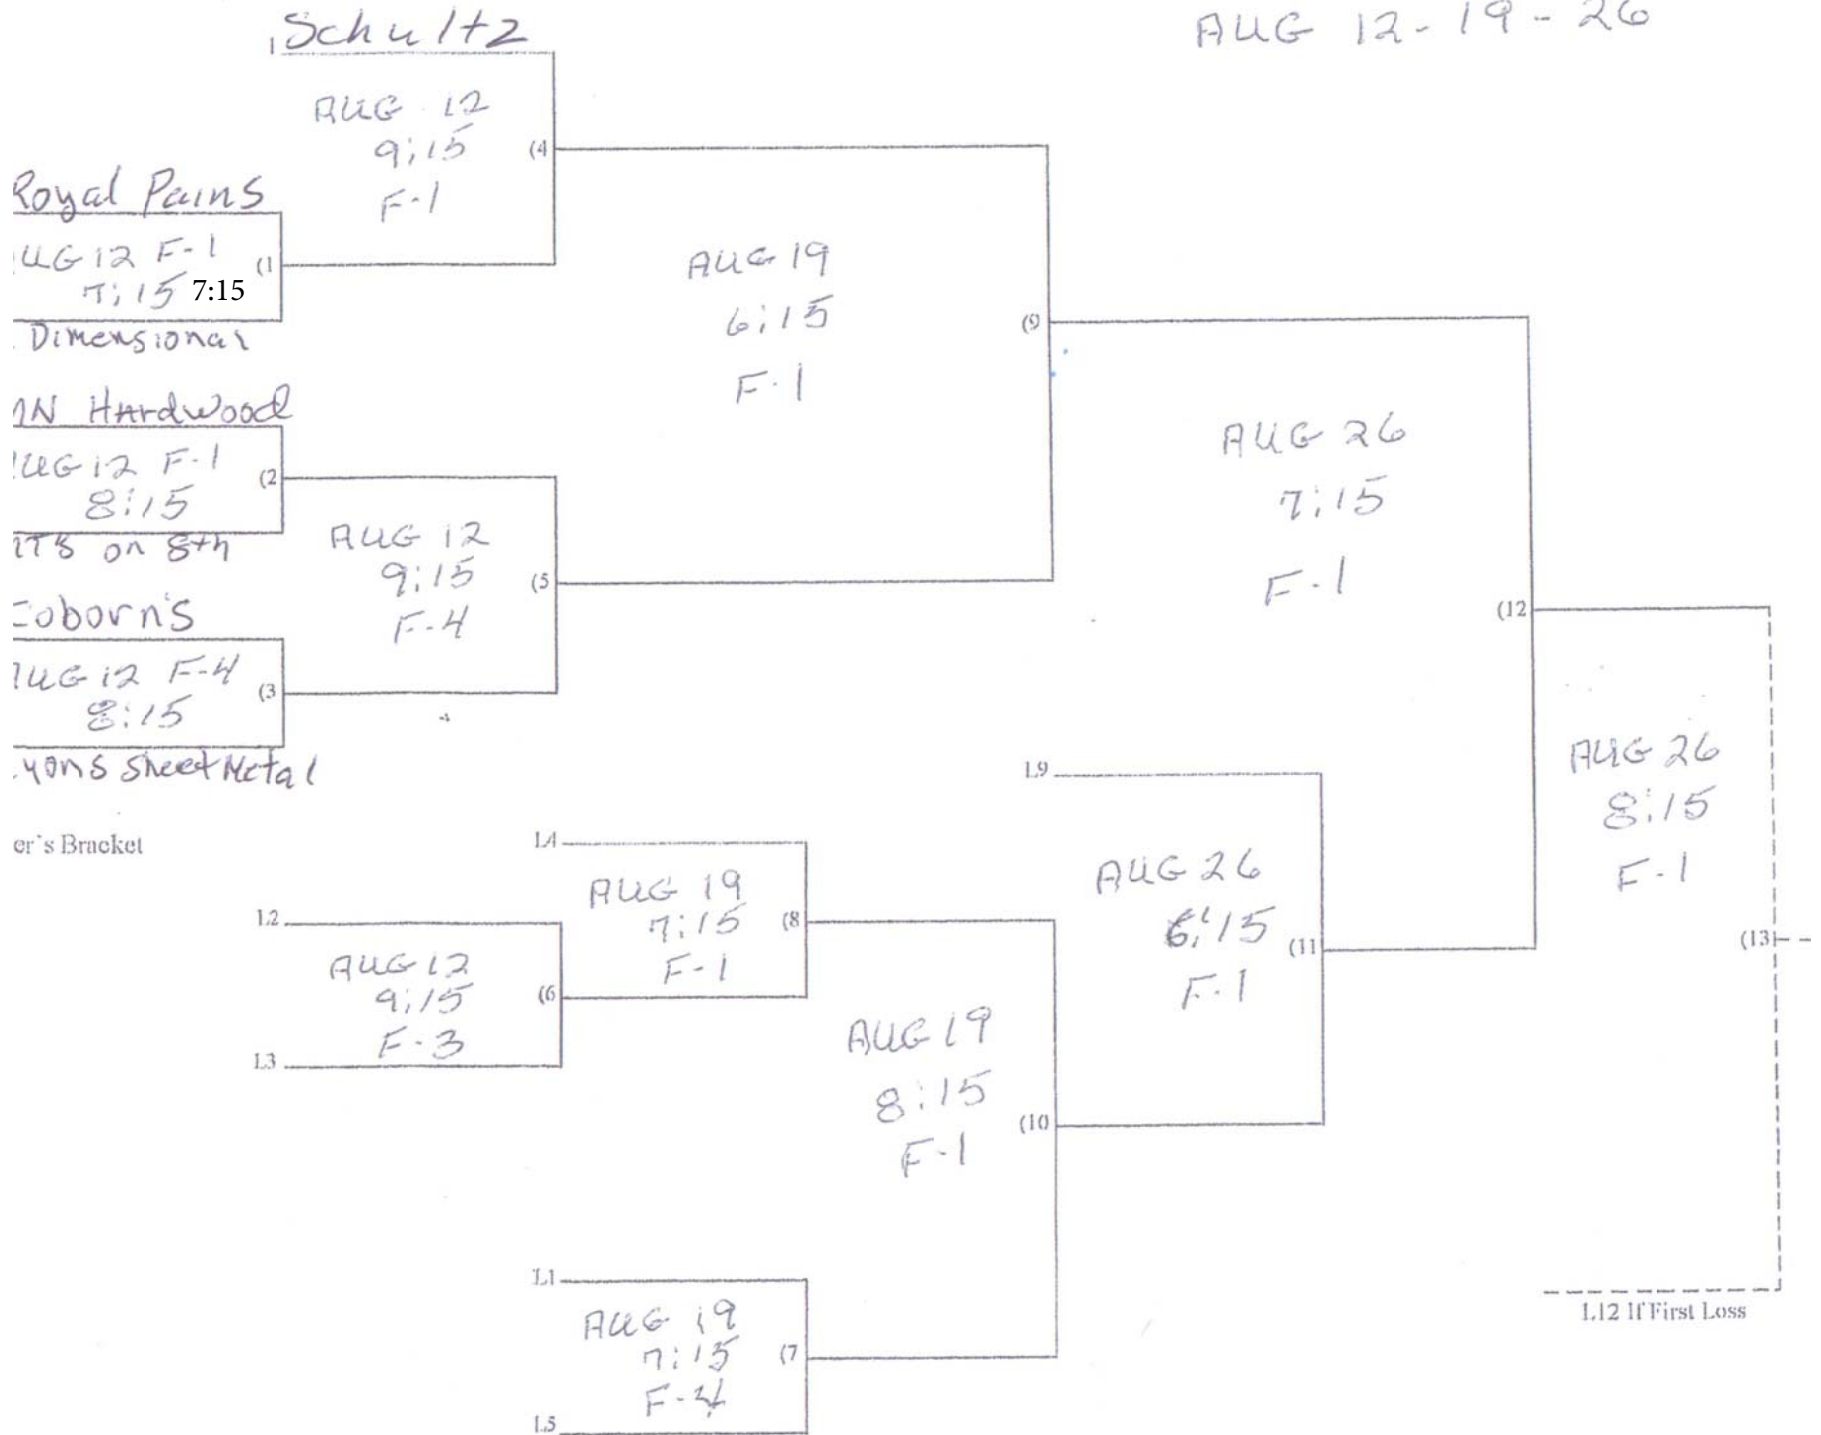 Schultz
AUG 12-19-26
AUG 12
9:15
(4
F-1
Royal Pains
UG 12 F-1
(1
7:15 7:15
Dimensional
AUG 19
6:15
(9
F-1
N Hardwood
UG 12 F-1
(2
8:15
on 8th
AUG 12
9:15
(5
F-4
AUG 26
7:15
F-1
(12
oborn's
UG 12 F-4
(3
8:15
yons Sheet Metal
er's Bracket
L9
AUG 26
8:15
F-1
(13
L4
AUG 19
7:15
(8
F-1
AUG 26
6:15
(11
F-1
L2
AUG 12
9:15
(6
F-3
L3
AUG 19
8:15
(10
F-1
L1
AUG 19
7:15
(7
F-4
L5
L12 If First Loss